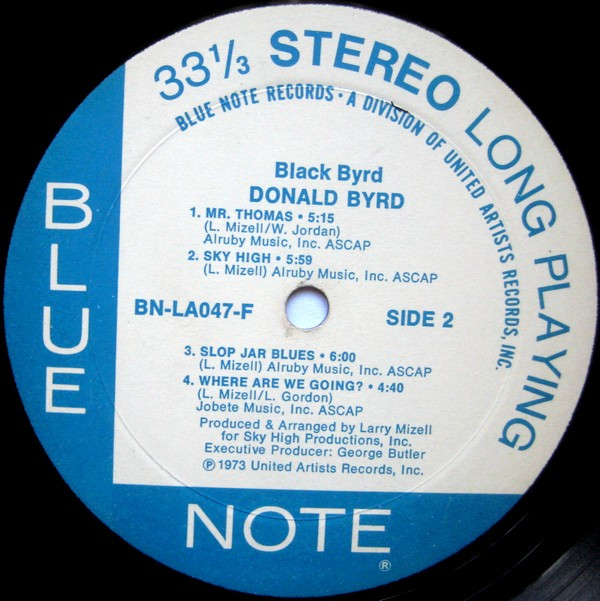 33⅓ STEREO LONG PLAYING
BLUE NOTE RECORDS • A DIVISION OF UNITED ARTISTS RECORDS, INC.
Black Byrd
DONALD BYRD
1. MR. THOMAS • 5:15
(L. Mizell/W. Jordan)
Alruby Music, Inc. ASCAP
2. SKY HIGH • 5:59
(L. Mizell) Alruby Music, Inc. ASCAP
BN-LA047-F
SIDE 2
3. SLOP JAR BLUES • 6:00
(L. Mizell) Alruby Music, Inc. ASCAP
4. WHERE ARE WE GOING? • 4:40
(L. Mizell/L. Gordon)
Jobete Music, Inc. ASCAP
Produced & Arranged by Larry Mizell
for Sky High Productions, Inc.
Executive Producer: George Butler
℗ 1973 United Artists Records, Inc.
BLUE
NOTE
®